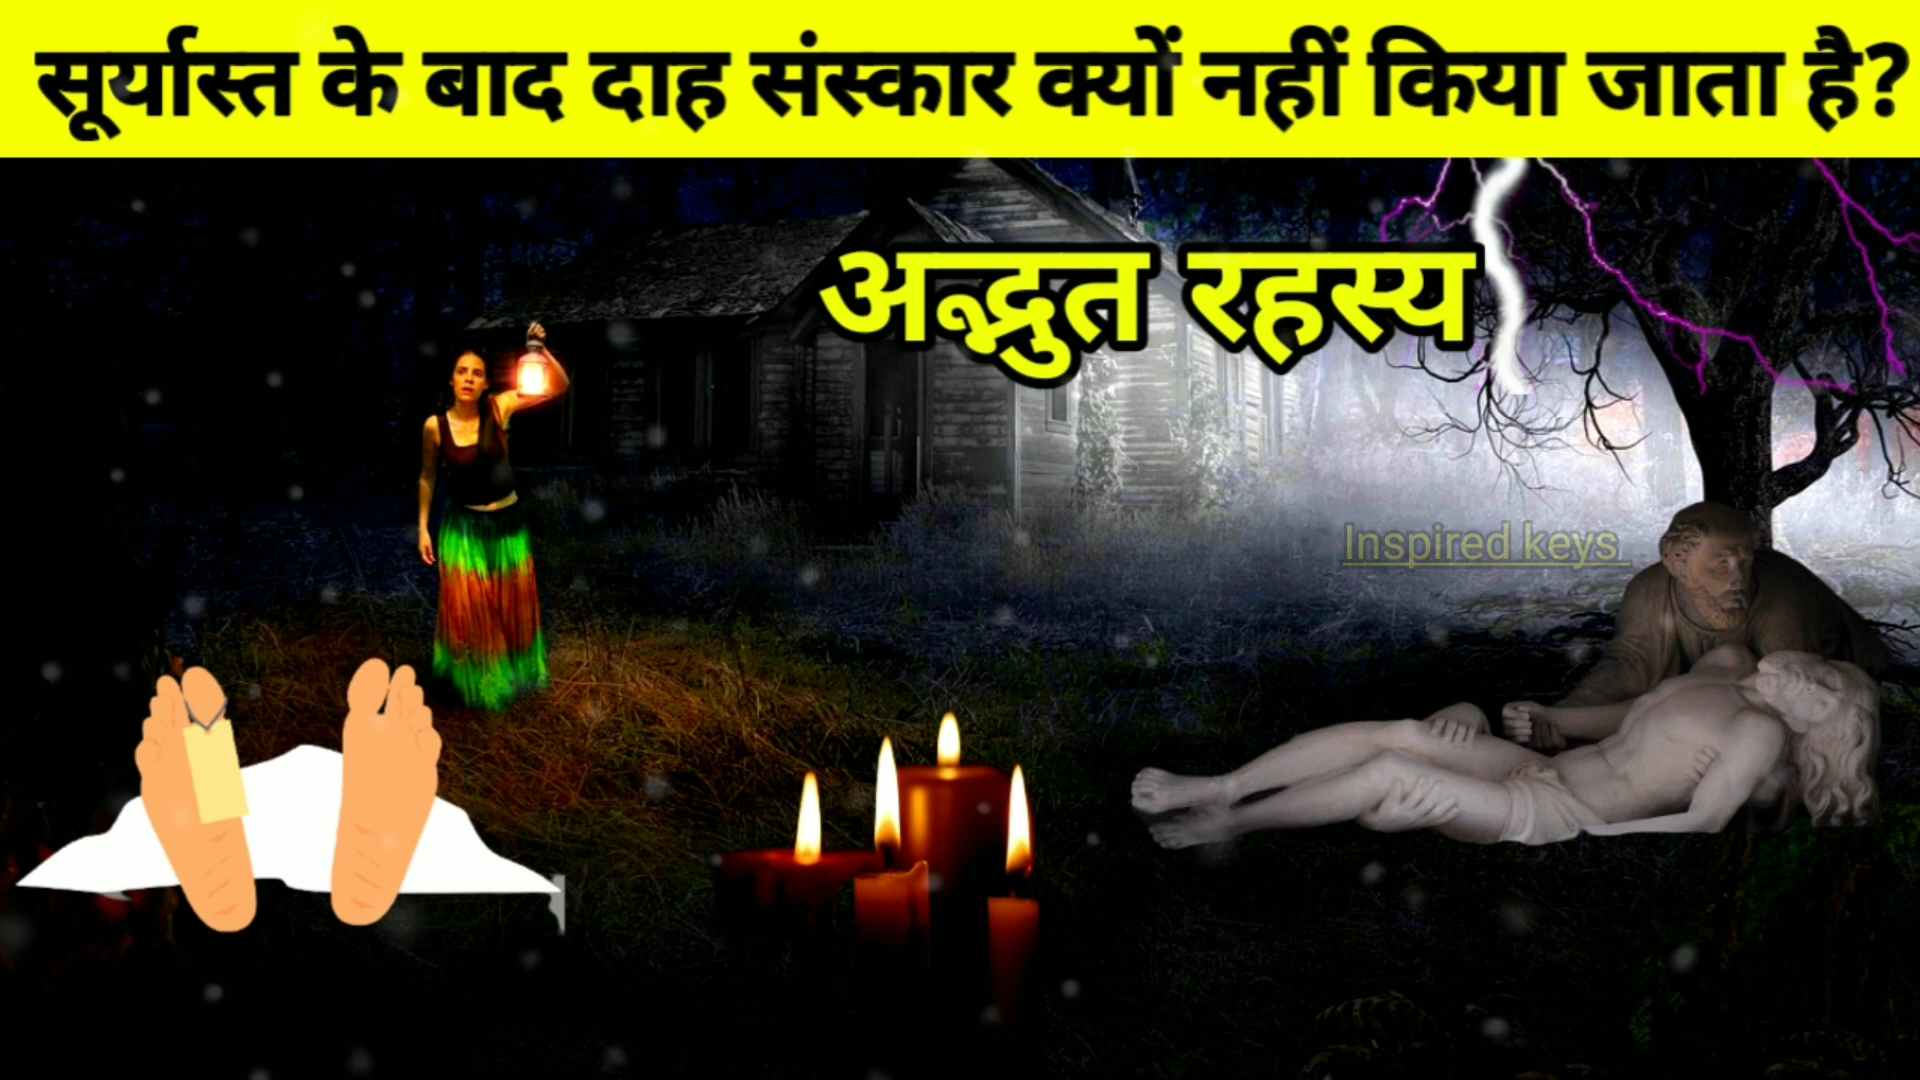 सूर्यास्त के बाद दाह संस्कार क्यों नहीं किया जाता है?
अद्भुत रहस्य
Inspired keys